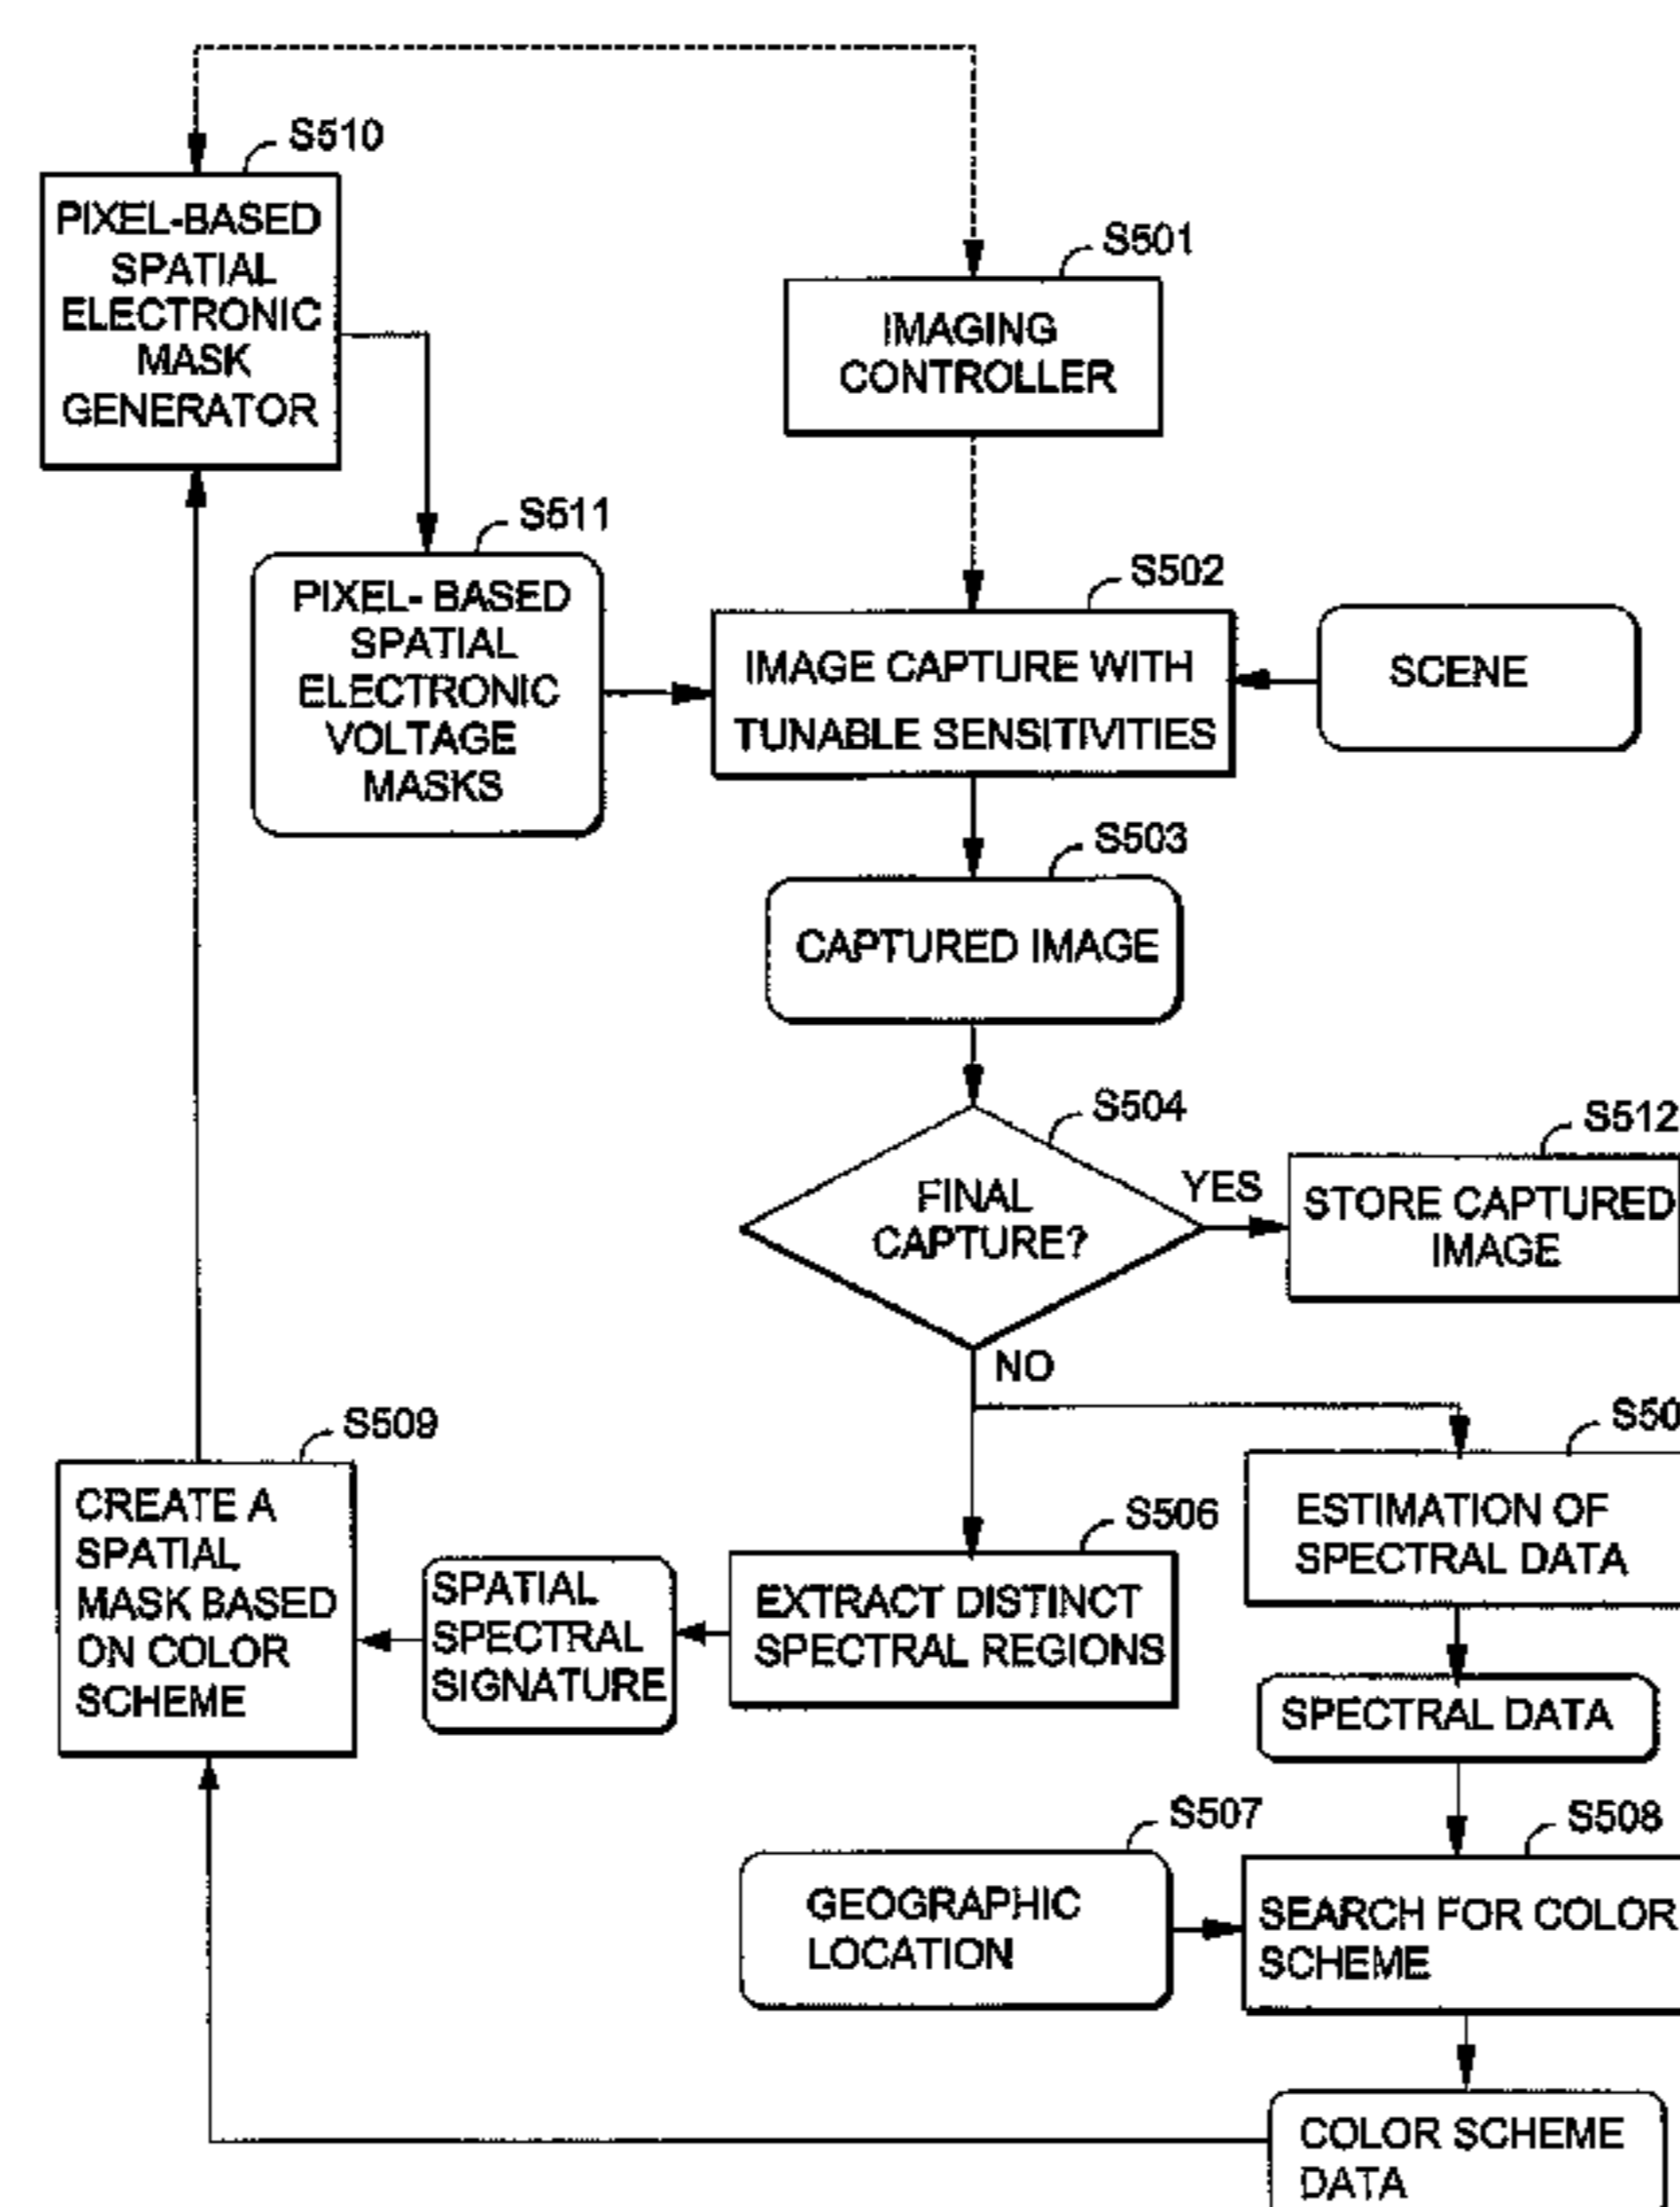 S510
PIXEL-BASED
SPATIAL
ELECTRONIC
MASK
GENERATOR
S501
IMAGING
CONTROLLER
S511
PIXEL- BASED
SPATIAL
ELECTRONIC
VOLTAGE
MASKS
S502
IMAGE CAPTURE WITH
TUNABLE SENSITIVITIES
SCENE
S503
CAPTURED IMAGE
S504
FINAL
CAPTURE?
YES
S512
STORE CAPTURED
IMAGE
NO
S50
ESTIMATION OF
SPECTRAL DATA
S509
CREATE A
SPATIAL
MASK BASED
ON COLOR
SCHEME
SPATIAL
SPECTRAL
SIGNATURE
S506
EXTRACT DISTINCT
SPECTRAL REGIONS
SPECTRAL DATA
S507
GEOGRAPHIC
LOCATION
S508
SEARCH FOR COLOR
SCHEME
COLOR SCHEME
DATA